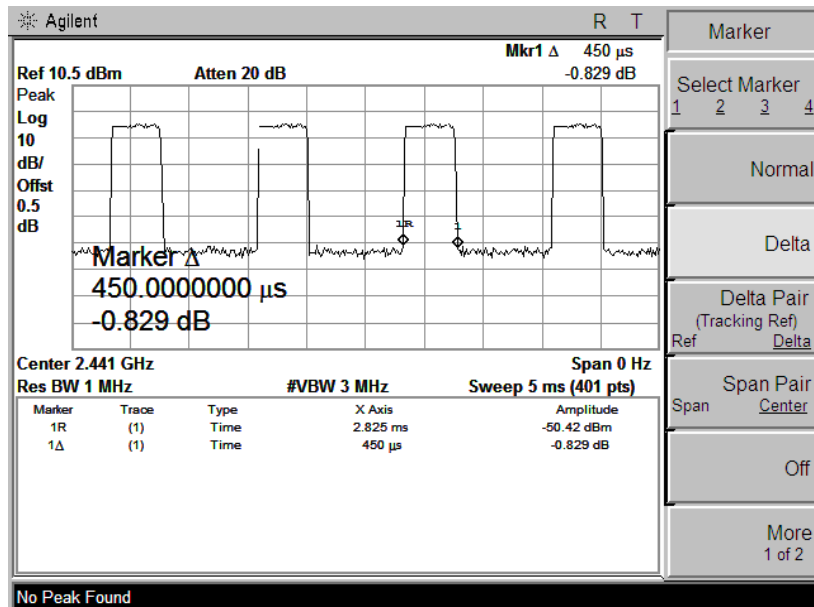 Agilent R T
Mkr1 Δ 450 μs
Ref 10.5 dBm Atten 20 dB -0.829 dB
Peak
Log
10
dB/
Offst
0.5
dB
1R 1
Marker Δ
450.0000000 μs
-0.829 dB
Center 2.441 GHz Span 0 Hz
Res BW 1 MHz #VBW 3 MHz Sweep 5 ms (401 pts)
Marker Trace Type X Axis Amplitude
1R (1) Time 2.825 ms -50.42 dBm
1Δ (1) Time 450 μs -0.829 dB
No Peak Found
Marker
Select Marker
1 2 3 4
Normal
Delta
Delta Pair
(Tracking Ref)
Ref Delta
Span Pair
Span Center
Off
More
1 of 2